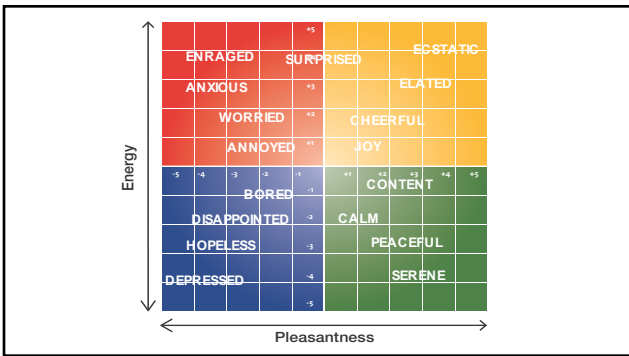 +5
ENRAGED SURPRISED ECSTATIC
ANXIOUS +3 ELATED
WORRIED +2 CHEERFUL
ANNOYED +1 JOY
Energy
-5 -4 -3 -2 -1 +1 +2 +3 +4 +5
CONTENT
BORED -1
DISAPPOINTED -2 CALM
HOPELESS -3 PEACEFUL
DEPRESSED -4 SERENE
-5
Pleasantness